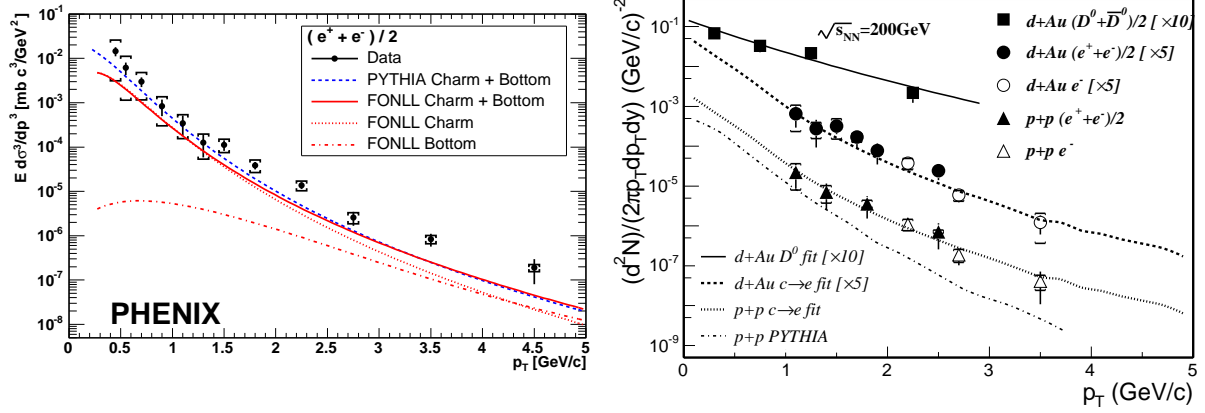 (e⁺ + e⁻) / 2
Data
PYTHIA Charm + Bottom
FONLL Charm + Bottom
FONLL Charm
FONLL Bottom
E dσ³/dp³ [mb c³/GeV²]
10⁻¹
10⁻²
10⁻³
10⁻⁴
10⁻⁵
10⁻⁶
10⁻⁷
10⁻⁸
PHENIX
0 0.5 1 1.5 2 2.5 3 3.5 4 4.5 5
p_T [GeV/c]
(d²N)/(2πp_Tdp_Tdy) (GeV/c)⁻²
10⁻¹
10⁻³
10⁻⁵
10⁻⁷
10⁻⁹
√s_NN=200GeV
d+Au (D⁰+D̅⁰)/2 [×10]
d+Au (e⁺+e⁻)/2 [×5]
d+Au e⁻ [×5]
p+p (e⁺+e⁻)/2
p+p e⁻
d+Au D⁰ fit [×10]
d+Au c→e fit [×5]
p+p c→e fit
p+p PYTHIA
0 1 2 3 4 5
p_T (GeV/c)